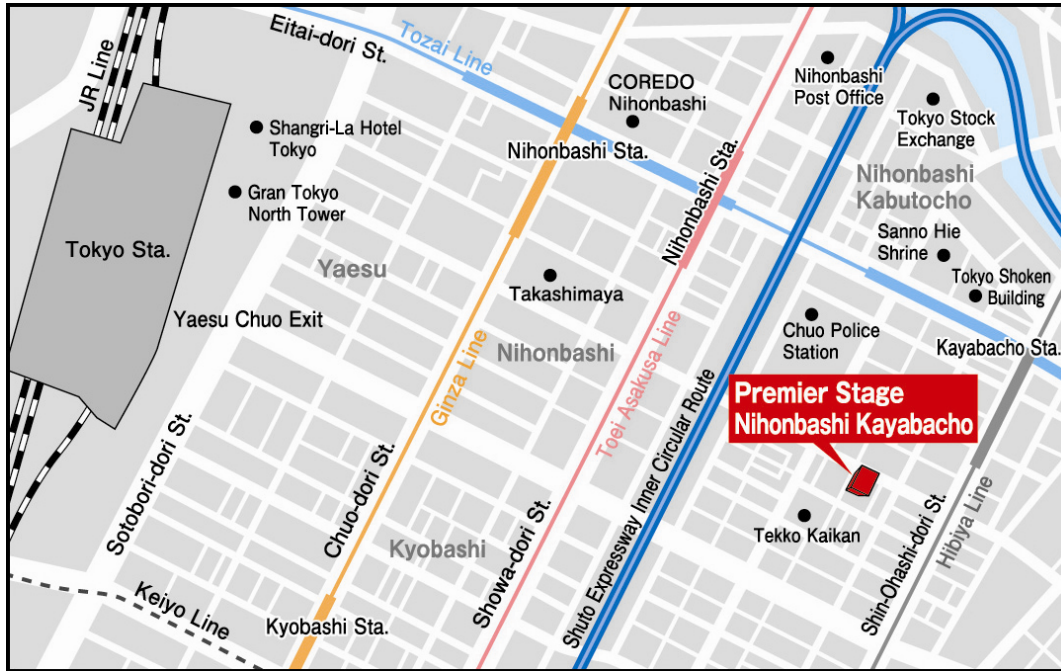 JR Line
Eitai-dori St.
Tozai Line
COREDO
Nihonbashi
Nihonbashi
Post Office
Tokyo Stock
Exchange
Shangri-La Hotel
Tokyo
Nihonbashi Sta.
Nihonbashi Sta.
Nihonbashi
Kabutocho
Gran Tokyo
North Tower
Sanno Hie
Shrine
Tokyo Sta.
Yaesu
Takashimaya
Tokyo Shoken
Building
Yaesu Chuo Exit
Chuo Police
Station
Kayabacho Sta.
Nihonbashi
Ginza Line
Toei Asakusa Line
Shuto Expressway Inner Circular Route
Premier Stage
Nihonbashi Kayabacho
Sotobori-dori St.
Chuo-dori St.
Kyobashi
Showa-dori St.
Tekko Kaikan
Shin-Ohashi-dori St.
Hibiya Line
Keiyo Line
Kyobashi Sta.